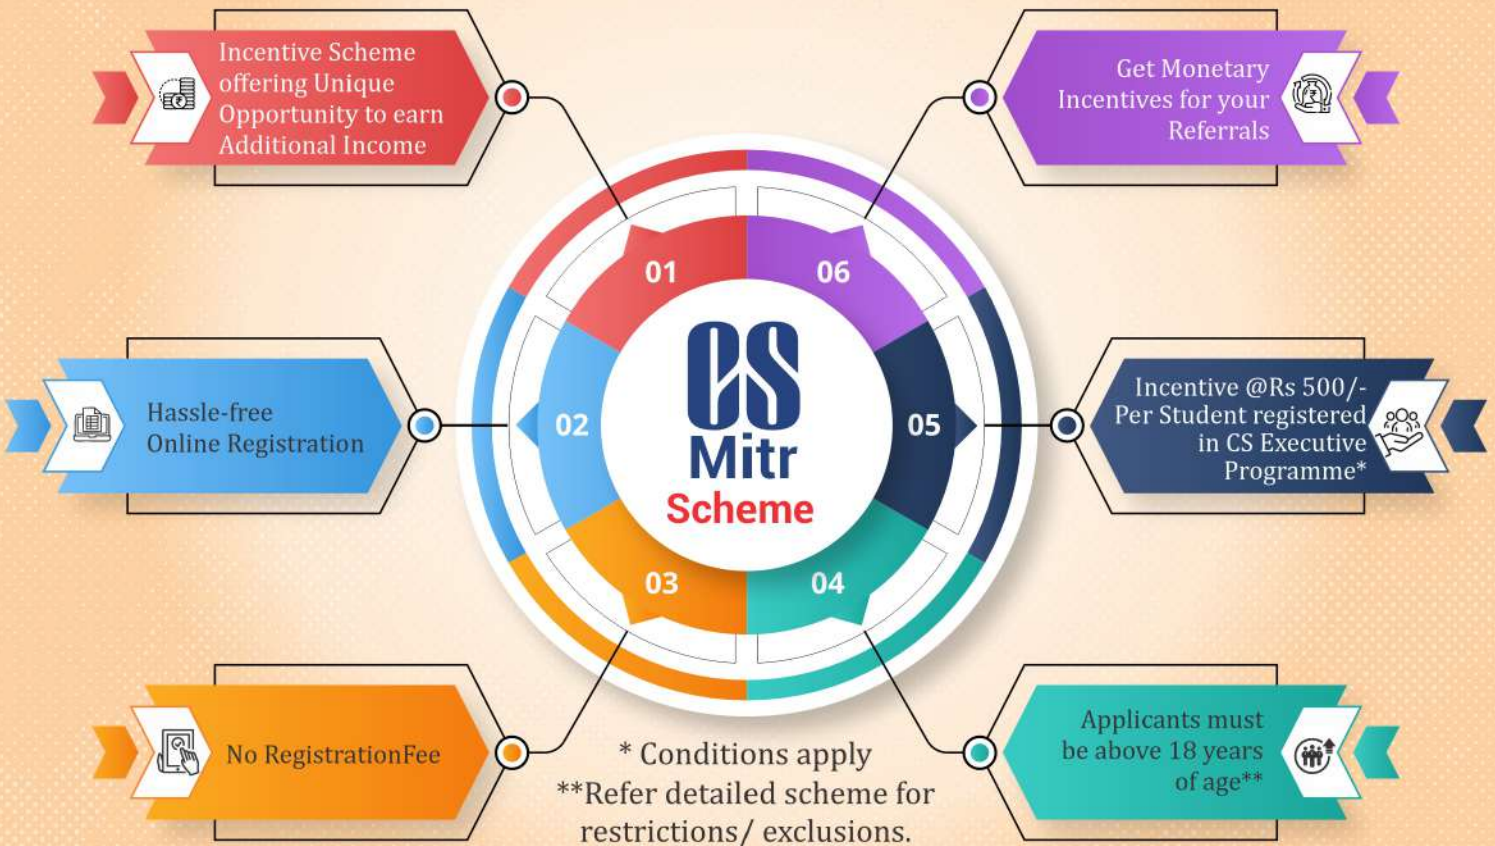 Incentive Scheme
offering Unique
Opportunity to earn
Additional Income
Get Monetary
Incentives for your
Referrals
01
06
Hassle-free
Online Registration
02
CS
Mitr
Scheme
05
Incentive @Rs 500/-
Per Student registered
in CS Executive
Programme*
03
04
No RegistrationFee
Applicants must
be above 18 years
of age**
* Conditions apply
**Refer detailed scheme for
restrictions/ exclusions.